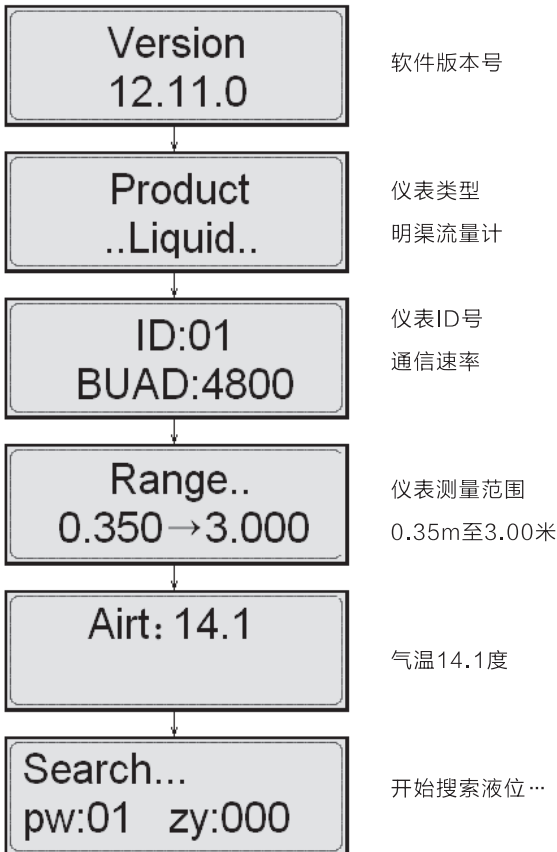 Version
12.11.0
软件版本号
Product
..Liquid..
仪表类型
明渠流量计
ID:01
BUAD:4800
仪表ID号
通信速率
Range..
0.350→3.000
仪表测量范围
0.35m至3.00米
Airt: 14.1
气温14.1度
Search...
pw:01 zy:000
开始搜索液位…